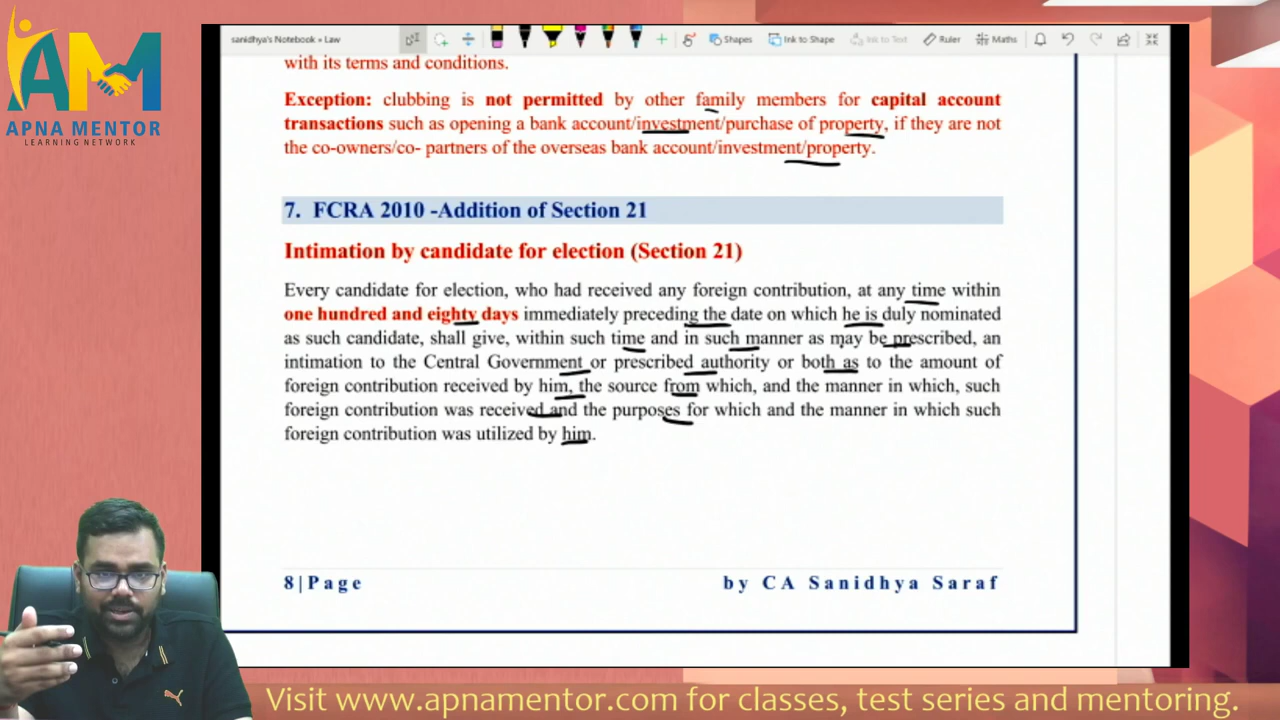 AM
APNA MENTOR
LEARNING NETWORK
sanidhya's Notebook » Law
Shapes
Ink to Shape
Ink to Text
Ruler
Maths
with its terms and conditions.
Exception: clubbing is not permitted by other family members for capital account
transactions such as opening a bank account/investment/purchase of property, if they are not
the co-owners/co- partners of the overseas bank account/investment/property.
7. FCRA 2010 -Addition of Section 21
Intimation by candidate for election (Section 21)
Every candidate for election, who had received any foreign contribution, at any time within
one hundred and eighty days immediately preceding the date on which he is duly nominated
as such candidate, shall give, within such time and in such manner as may be prescribed, an
intimation to the Central Government or prescribed authority or both as to the amount of
foreign contribution received by him, the source from which, and the manner in which, such
foreign contribution was received and the purposes for which and the manner in which such
foreign contribution was utilized by him.
8|Page
by CA Sanidhya Saraf
Visit www.apnamentor.com for classes, test series and mentoring.